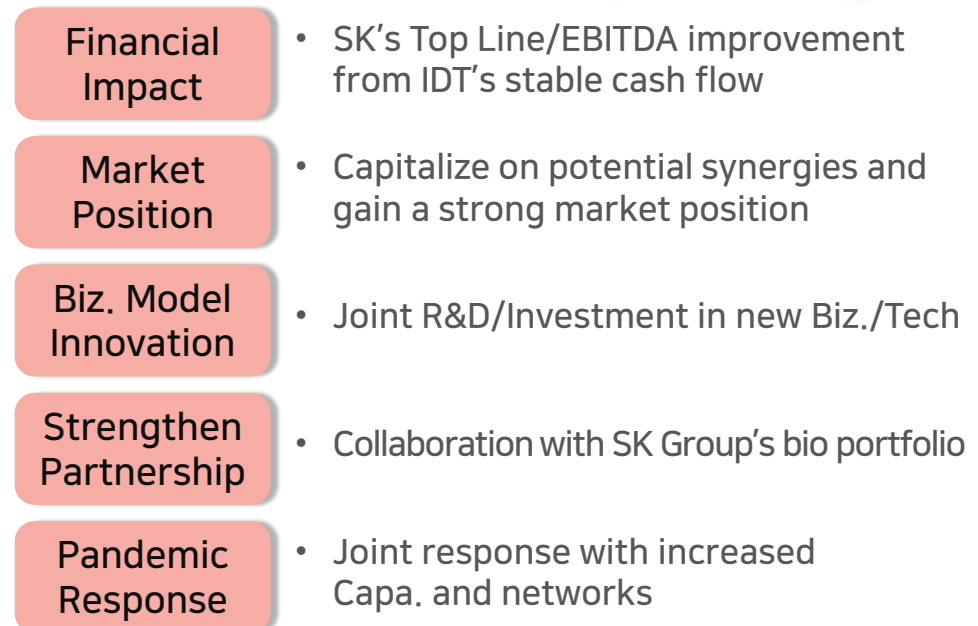 Financial
Impact
• SK's Top Line/EBITDA improvement
from IDT's stable cash flow
Market
Position
• Capitalize on potential synergies and
gain a strong market position
Biz. Model
Innovation
• Joint R&D/Investment in new Biz./Tech
Strengthen
Partnership
• Collaboration with SK Group's bio portfolio
Pandemic
Response
• Joint response with increased
Capa. and networks